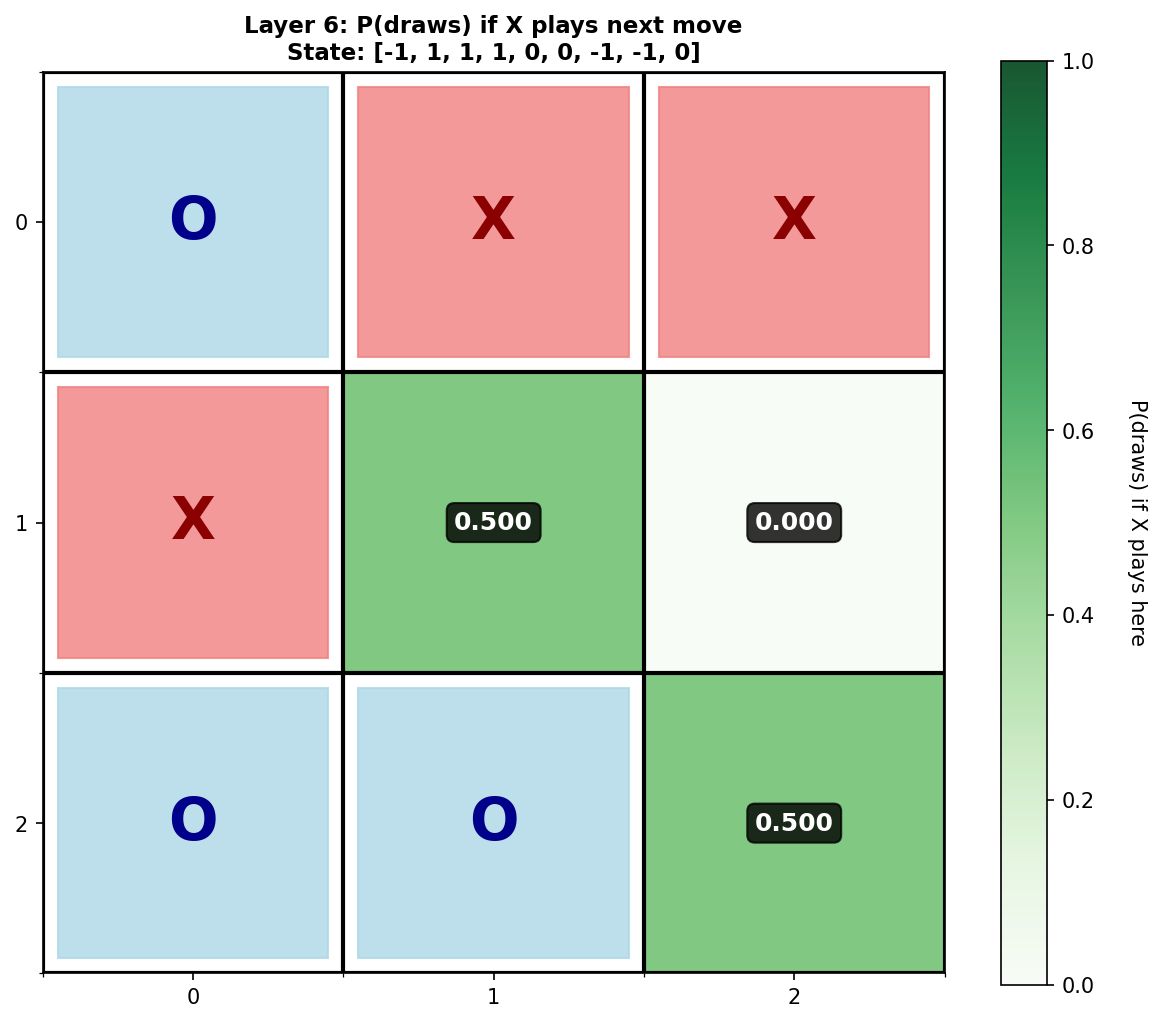 Layer 6: P(draws) if X plays next move
State: [-1, 1, 1, 1, 0, 0, -1, -1, 0]
O X X
X 0.500 0.000
O O 0.500
0
1
2
0 1 2
1.0
0.8
0.6
0.4
0.2
0.0
P(draws) if X plays here